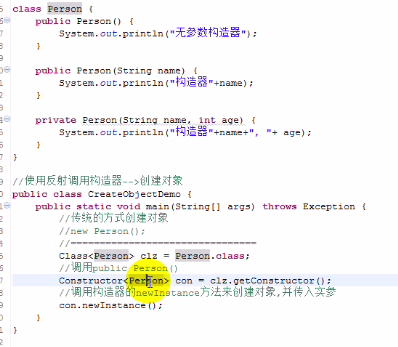 class Person {
public Person() {
System.out.println("无参数构造器");
}
public Person(String name) {
System.out.println("构造器"+name);
}
private Person(String name, int age) {
System.out.println("构造器"+name+", "+ age);
}
}
//使用反射调用构造器-->创建对象
public class CreateObjectDemo {
public static void main(String[] args) throws Exception {
//传统的方式创建对象
//new Person();
//===============================
Class<Person> clz = Person.class;
//调用public Person()
Constructor<Person> con = clz.getConstructor();
//调用构造器的newInstance方法来创建对象,并传入实参
con.newInstance();
}
}